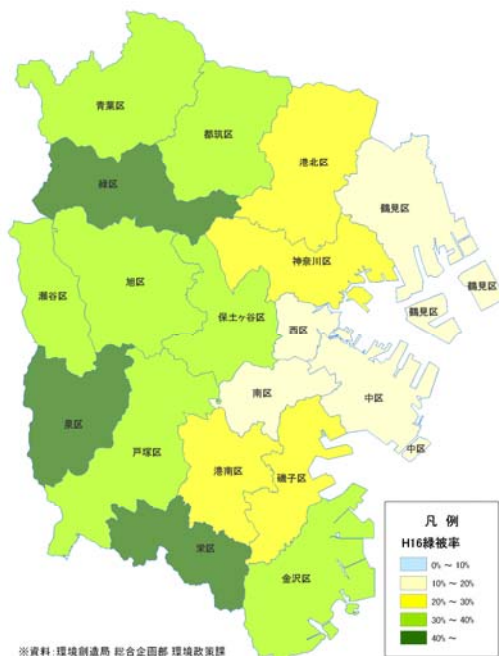 青葉区
都筑区
港北区
緑区
鶴見区
神奈川区
旭区
瀬谷区
鶴見区
鶴見区
保土ヶ谷区
西区
南区
中区
泉区
戸塚区
中区
港南区
磯子区
栄区
金沢区
凡 例
H16緑被率
0% ~ 10%
10% ~ 20%
20% ~ 30%
30% ~ 40%
40% ~
※資料:環境創造局 総合企画部 環境政策課